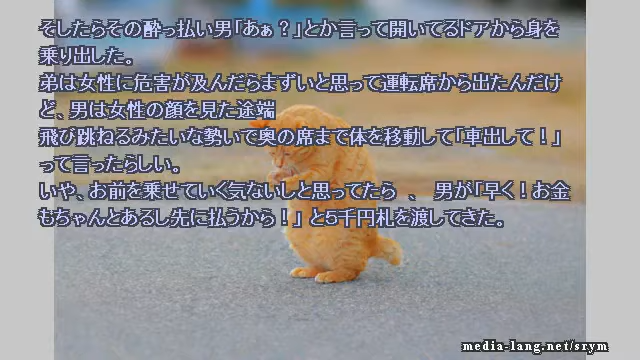 そしたらその酔っ払い男「あぁ？」とか言って開いてるドアから身を
乗り出した。
弟は女性に危害が及んだらまずいと思って運転席から出たんだけ
ど、男は女性の顔を見た途端
飛び跳ねるみたいな勢いで奥の席まで体を移動して「車出して！」
って言ったらしい。
いや、お前を乗せていく気ないしと思ってたら 、 男が「早く！お金
もちゃんとあるし先に払うから！」 と５千円札を渡してきた。
media-lang.net/srym